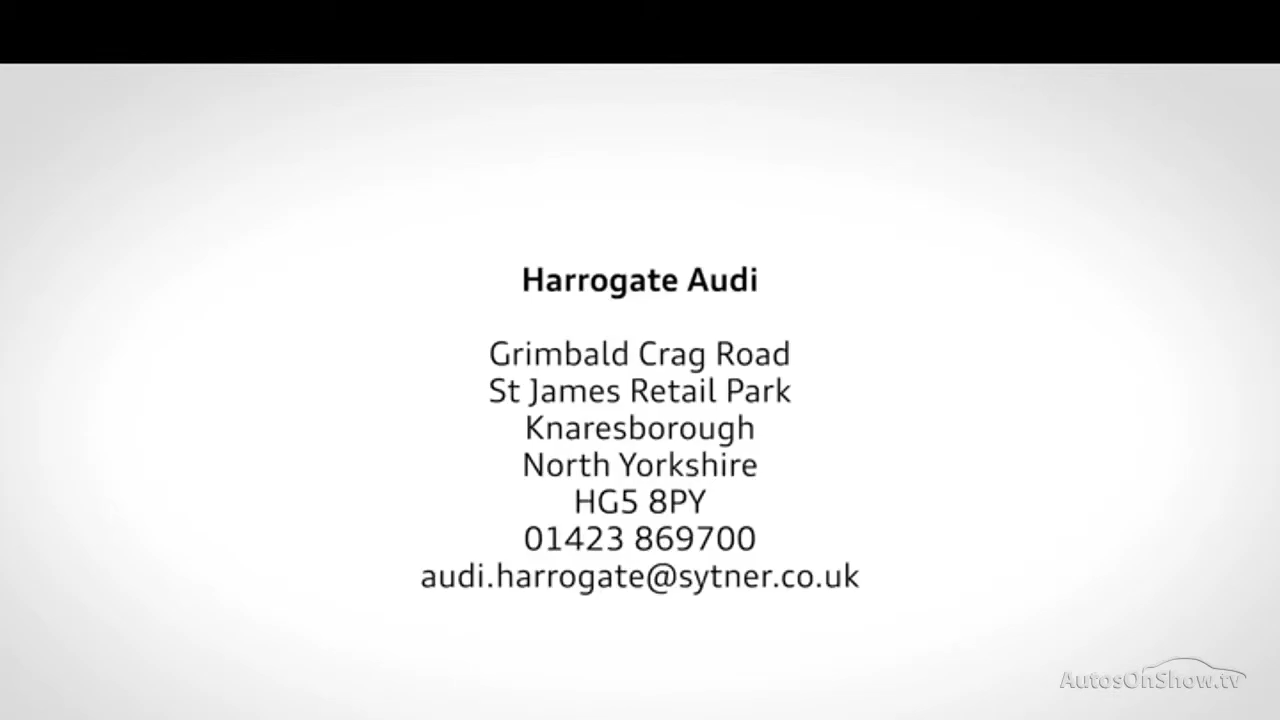 Harrogate Audi
Grimbald Crag Road
St James Retail Park
Knaresborough
North Yorkshire
HG5 8PY
01423 869700
audi.harrogate@sytner.co.uk
AutosOnShow.tv